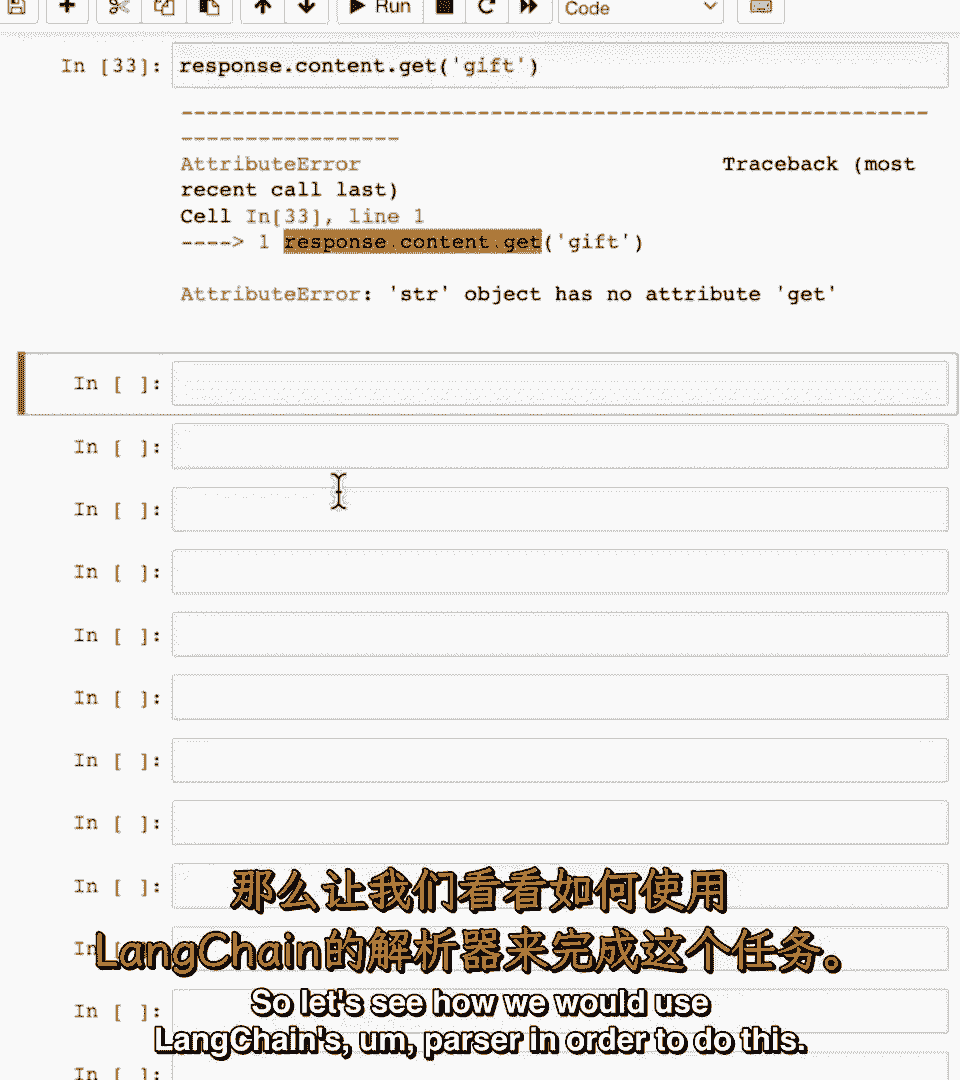 Run
Code
In [33]: response.content.get('gift')
---------------------------------------------------------
-----------------
AttributeError Traceback (most
recent call last)
Cell In[33], line 1
----> 1 response.content.get('gift')
AttributeError: 'str' object has no attribute 'get'
In [ ]:
In [ ]:
In [ ]:
In [ ]:
In [ ]:
In [ ]:
In [ ]:
In [ ]:
In [ ]:
那么让我们看看如何使用
In [ ]:
LangChain的解析器来完成这个任务。
In [ ]:
So let's see how we would use
LangChain's, um, parser in order to do this.
In [ ]: